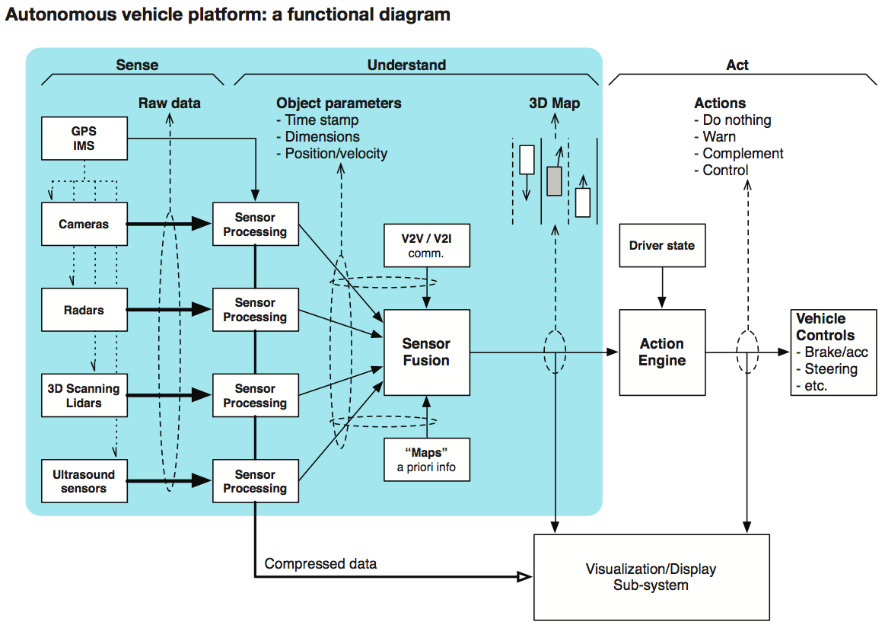 Autonomous vehicle platform: a functional diagram
Sense
Understand
Act
Raw data
Object parameters
- Time stamp
- Dimensions
- Position/velocity
3D Map
Actions
- Do nothing
- Warn
- Complement
- Control
GPS
IMS
Cameras
Sensor
Processing
V2V / V2I
comm.
Driver state
Radars
Sensor
Processing
Sensor
Fusion
Action
Engine
Vehicle
Controls
- Brake/acc
- Steering
- etc.
3D Scanning
Lidars
Sensor
Processing
"Maps"
a priori info
Ultrasound
sensors
Sensor
Processing
Compressed data
Visualization/Display
Sub-system